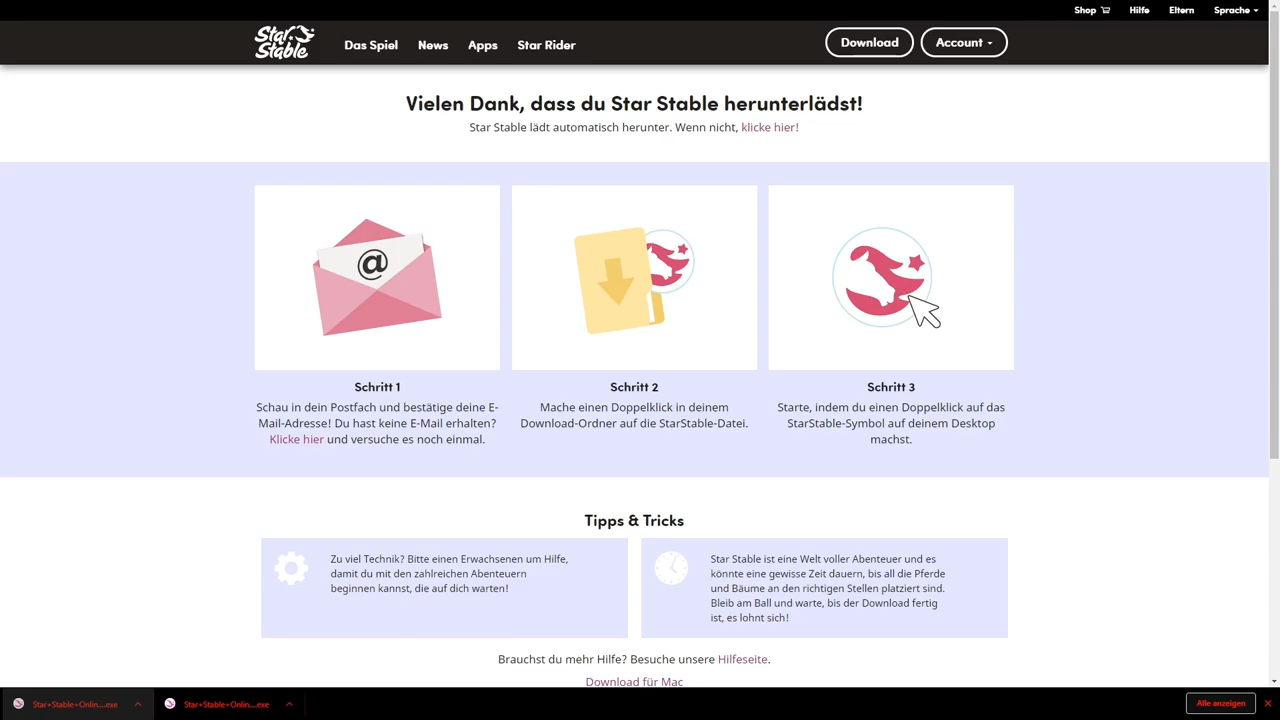 Shop Hilfe Eltern Sprache
Star Stable
Das Spiel News Apps Star Rider Download Account
Vielen Dank, dass du Star Stable herunterlädst!
Star Stable lädt automatisch herunter. Wenn nicht, klicke hier!
@
Schritt 1
Schau in dein Postfach und bestätige deine E-
Mail-Adresse! Du hast keine E-Mail erhalten?
Klicke hier und versuche es noch einmal.
Schritt 2
Mache einen Doppelklick in deinem
Download-Ordner auf die StarStable-Datei.
Schritt 3
Starte, indem du einen Doppelklick auf das
StarStable-Symbol auf deinem Desktop
machst.
Tipps & Tricks
Zu viel Technik? Bitte einen Erwachsenen um Hilfe,
damit du mit den zahlreichen Abenteuern
beginnen kannst, die auf dich warten!
Star Stable ist eine Welt voller Abenteuer und es
könnte eine gewisse Zeit dauern, bis all die Pferde
und Bäume an den richtigen Stellen platziert sind.
Bleib am Ball und warte, bis der Download fertig
ist, es lohnt sich!
Brauchst du mehr Hilfe? Besuche unsere Hilfeseite.
Download für Mac
Star+Stable+Onlin....exe Star+Stable+Onlin....exe Alle anzeigen